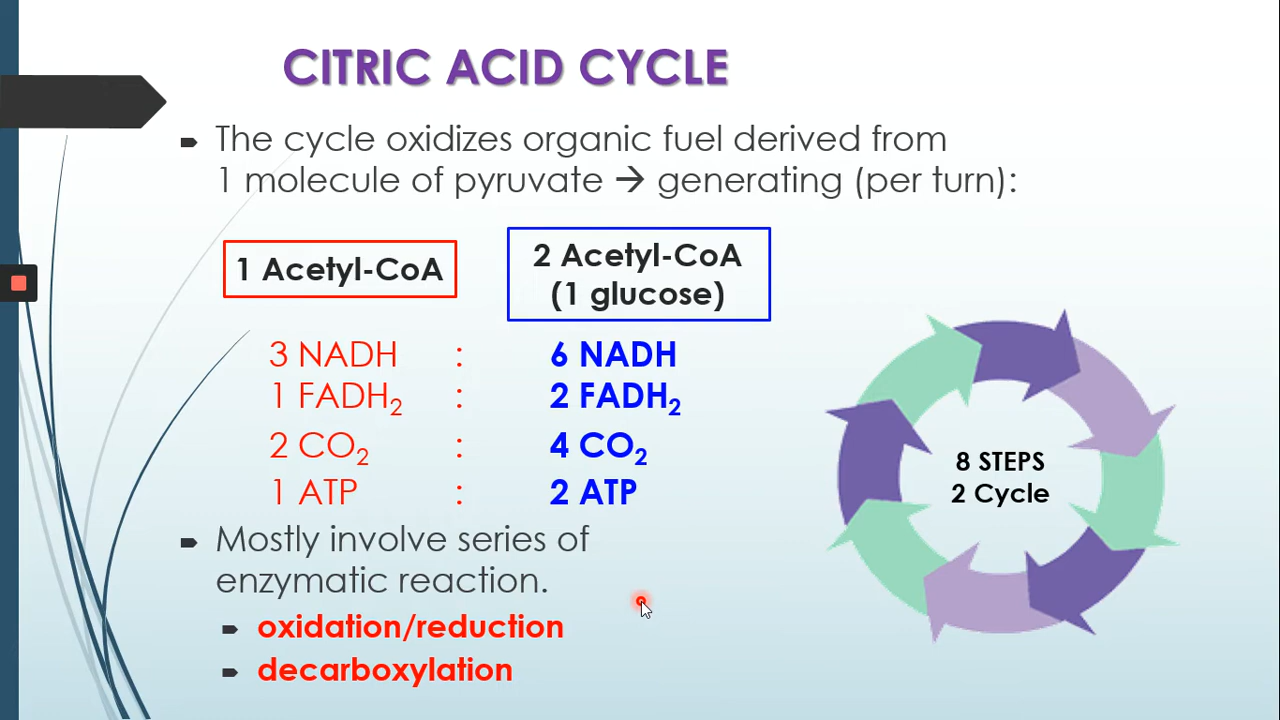 CITRIC ACID CYCLE
The cycle oxidizes organic fuel derived from
1 molecule of pyruvate → generating (per turn):
1 Acetyl-CoA
2 Acetyl-CoA
(1 glucose)
3 NADH : 6 NADH
1 FADH₂ : 2 FADH₂
2 CO₂ : 4 CO₂
1 ATP : 2 ATP
8 STEPS
2 Cycle
Mostly involve series of
enzymatic reaction.
oxidation/reduction
decarboxylation